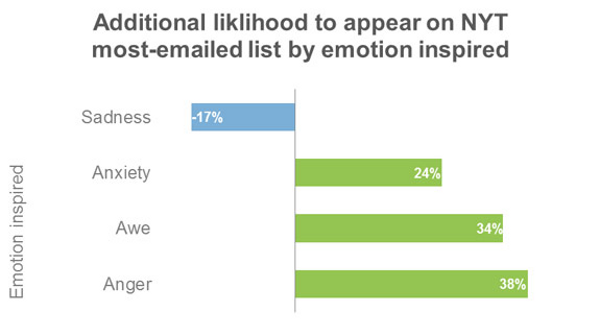 Additional liklihood to appear on NYT
most-emailed list by emotion inspired
Sadness
-17%
Anxiety
24%
Awe
34%
Anger
38%
Emotion inspired